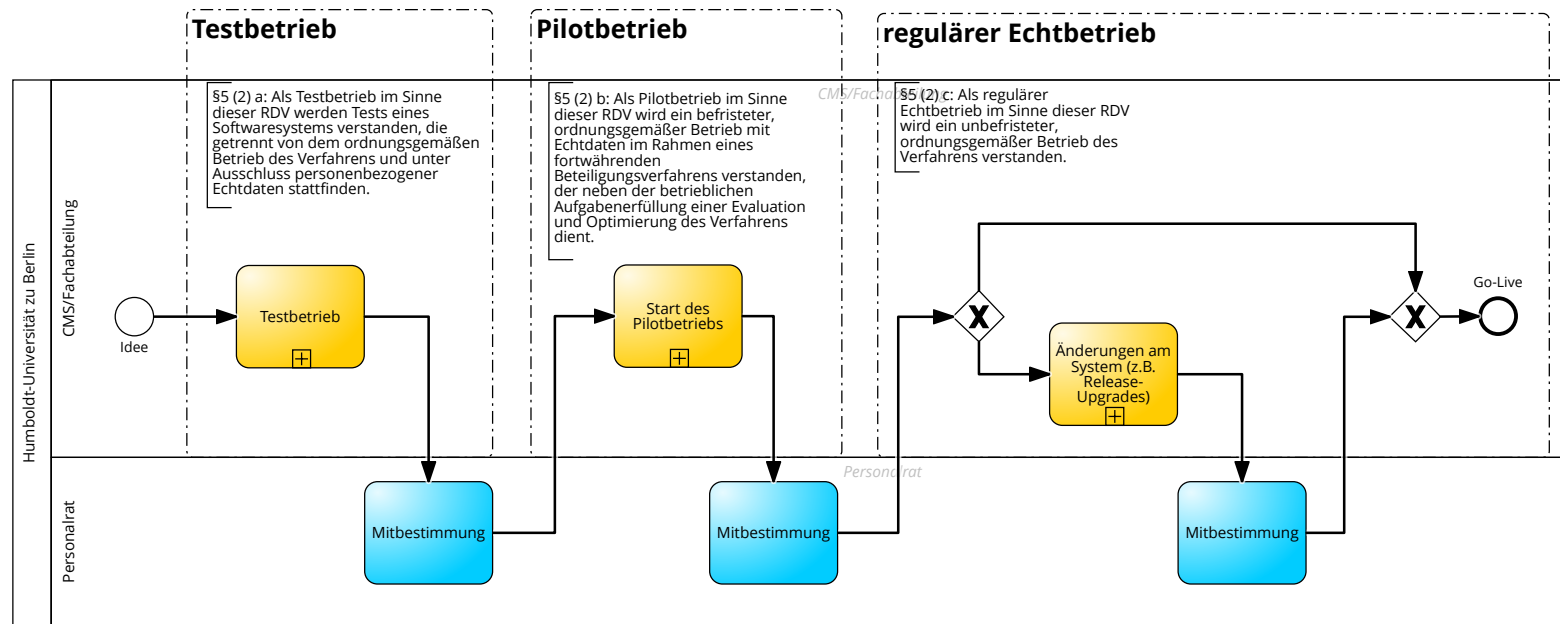 Testbetrieb
Pilotbetrieb
regulärer Echtbetrieb
Humboldt-Universität zu Berlin
CMS/Fachabteilung
CMS/Fachabteilung
§5 (2) a: Als Testbetrieb im Sinne
dieser RDV werden Tests eines
Softwaresystems verstanden, die
getrennt von dem ordnungsgemäßen
Betrieb des Verfahrens und unter
Ausschluss personenbezogener
Echtdaten stattfinden.
§5 (2) b: Als Pilotbetrieb im Sinne
dieser RDV wird ein befristeter,
ordnungsgemäßer Betrieb mit
Echtdaten im Rahmen eines
fortwährenden
Beteiligungsverfahrens verstanden,
der neben der betrieblichen
Aufgabenerfüllung einer Evaluation
und Optimierung des Verfahrens
dient.
§5 (2) c: Als regulärer
Echtbetrieb im Sinne dieser RDV
wird ein unbefristeter,
ordnungsgemäßer Betrieb des
Verfahrens verstanden.
Idee
Testbetrieb
Start des
Pilotbetriebs
X
Änderungen am
System (z.B.
Release-
Upgrades)
X
Go-Live
Personalrat
Personalrat
Mitbestimmung
Mitbestimmung
Mitbestimmung